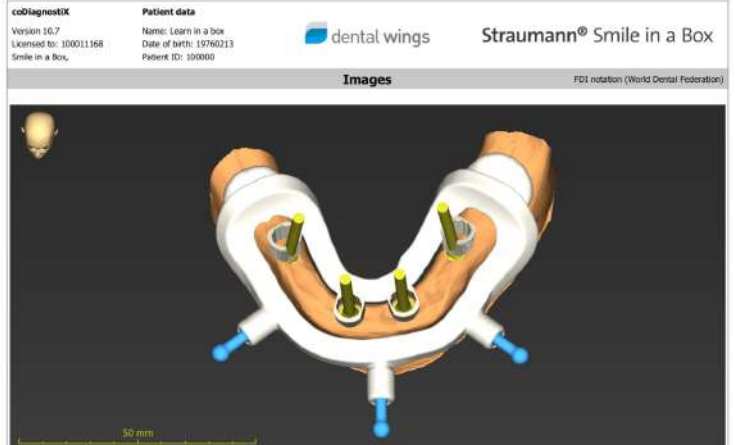 coDiagnostiX
Version 10.7
Licensed to: 100011168
Smile in a Box,
Patient data
Name: Learn in a box
Date of birth: 19760213
Patient ID: 100000
dental wings
Straumann® Smile in a Box
Images
FDI notation (World Dental Federation)
50 mm